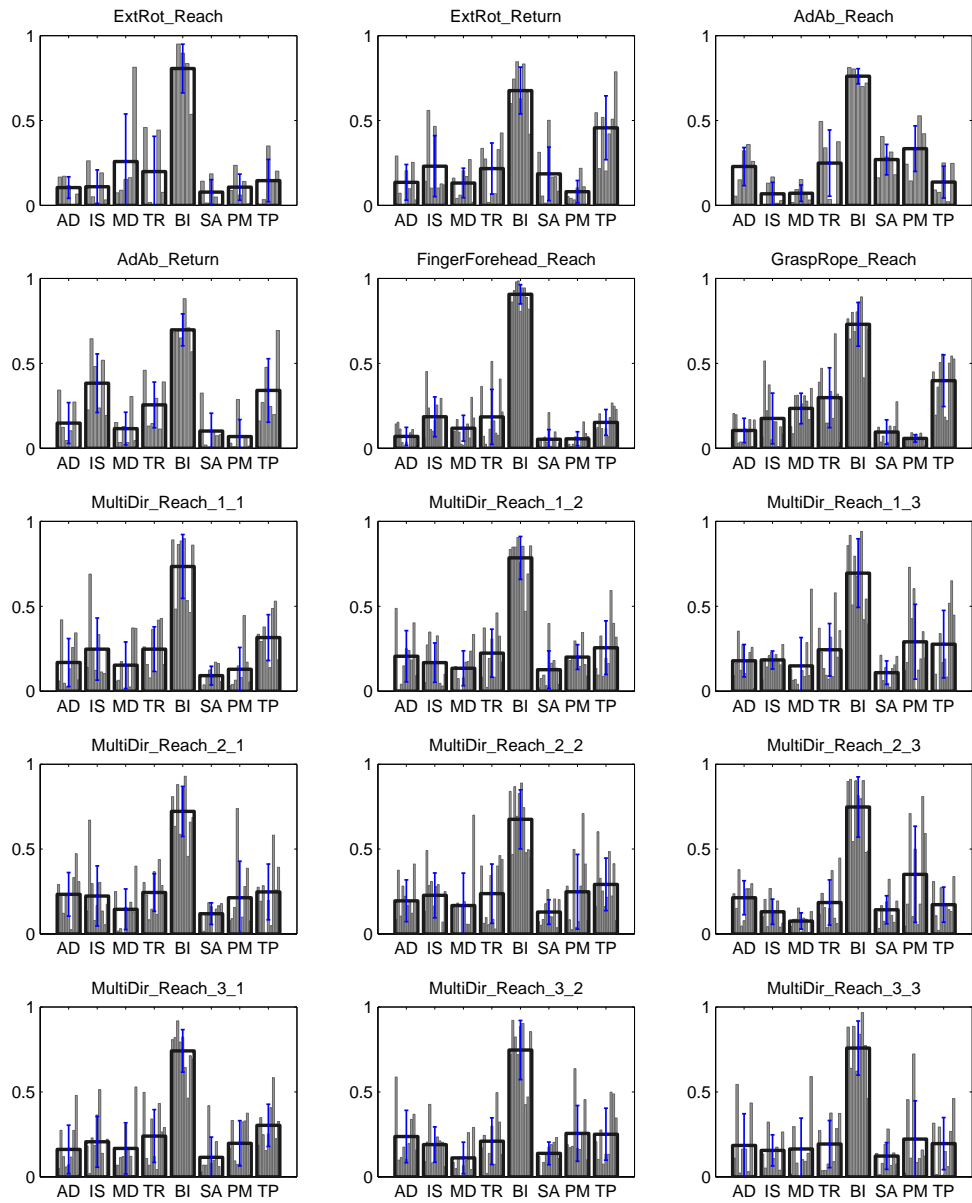 ExtRot_Reach
ExtRot_Return
AdAb_Reach
1
0.5
0
AD IS MD TR BI SA PM TP
1
0.5
0
AD IS MD TR BI SA PM TP
1
0.5
0
AD IS MD TR BI SA PM TP
AdAb_Return
FingerForehead_Reach
GraspRope_Reach
1
0.5
0
AD IS MD TR BI SA PM TP
1
0.5
0
AD IS MD TR BI SA PM TP
1
0.5
0
AD IS MD TR BI SA PM TP
MultiDir_Reach_1_1
MultiDir_Reach_1_2
MultiDir_Reach_1_3
1
0.5
0
AD IS MD TR BI SA PM TP
1
0.5
0
AD IS MD TR BI SA PM TP
1
0.5
0
AD IS MD TR BI SA PM TP
MultiDir_Reach_2_1
MultiDir_Reach_2_2
MultiDir_Reach_2_3
1
0.5
0
AD IS MD TR BI SA PM TP
1
0.5
0
AD IS MD TR BI SA PM TP
1
0.5
0
AD IS MD TR BI SA PM TP
MultiDir_Reach_3_1
MultiDir_Reach_3_2
MultiDir_Reach_3_3
1
0.5
0
AD IS MD TR BI SA PM TP
1
0.5
0
AD IS MD TR BI SA PM TP
1
0.5
0
AD IS MD TR BI SA PM TP